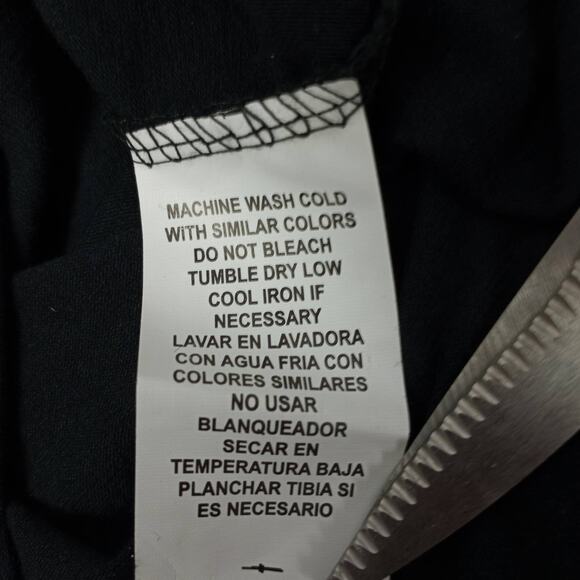 MACHINE WASH COLD
WITH SIMILAR COLORS
DO NOT BLEACH
TUMBLE DRY LOW
COOL IRON IF
NECESSARY
LAVAR EN LAVADORA
CON AGUA FRIA CON
COLORES SIMILARES
NO USAR
BLANQUEADOR
SECAR EN
TEMPERATURA BAJA
PLANCHAR TIBIA SI
ES NECESARIO